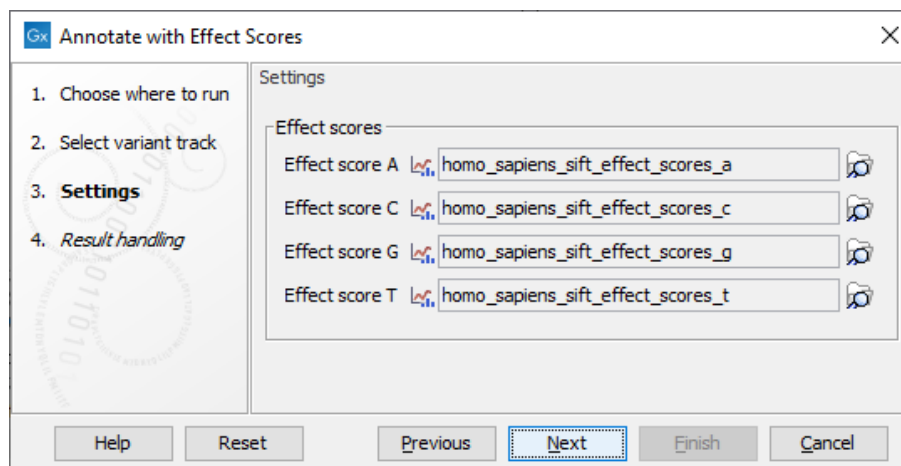 Gx Annotate with Effect Scores
1. Choose where to run
2. Select variant track
3. Settings
4. Result handling
Settings
Effect scores
Effect score A homo_sapiens_sift_effect_scores_a
Effect score C homo_sapiens_sift_effect_scores_c
Effect score G homo_sapiens_sift_effect_scores_g
Effect score T homo_sapiens_sift_effect_scores_t
Help Reset Previous Next Finish Cancel